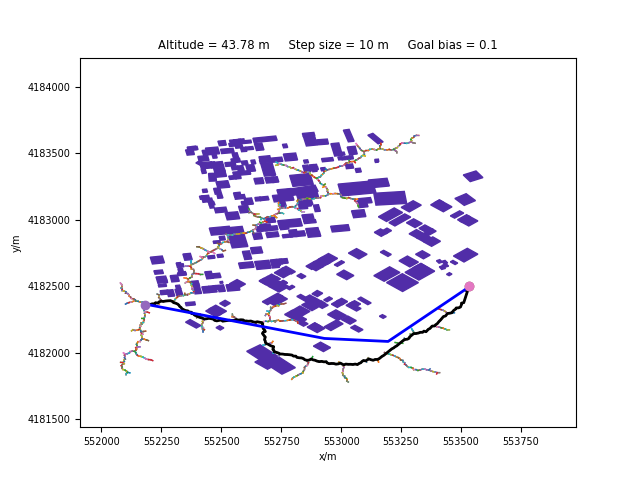 Altitude = 43.78 m     Step size = 10 m     Goal bias = 0.1
4184000
4183500
4183000
4182500
4182000
4181500
y/m
552000 552250 552500 552750 553000 553250 553500 553750
x/m